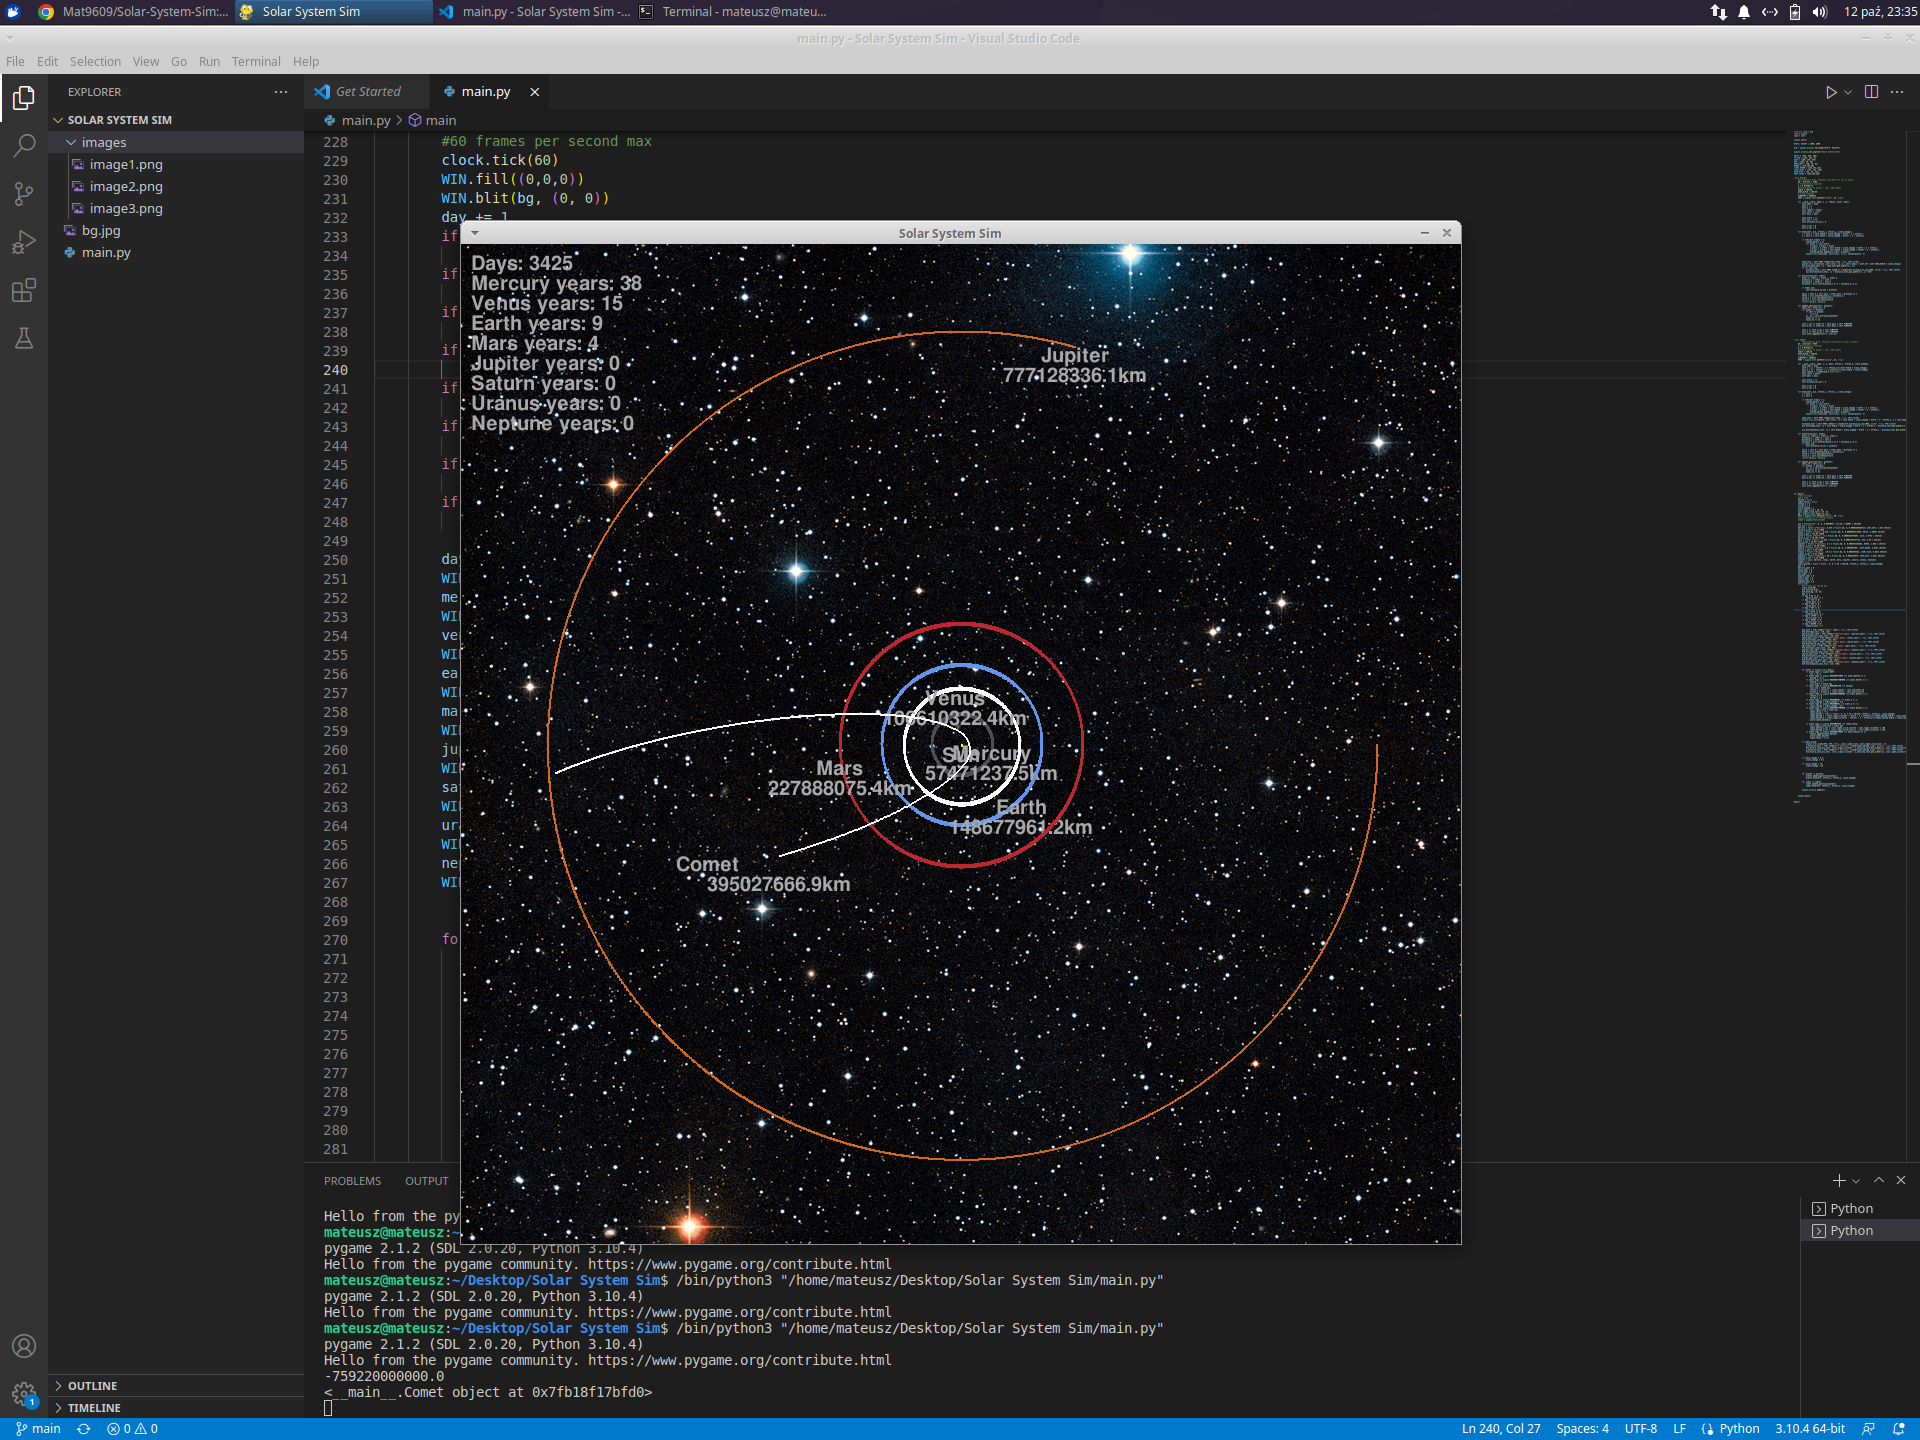 Mat9609/Solar-System-Sim:...
Solar System Sim
main.py - Solar System Sim -...
Terminal - mateusz@mateu...
12 paź, 23:35
main.py - Solar System Sim - Visual Studio Code
File Edit Selection View Go Run Terminal Help
EXPLORER
Get Started
main.py
SOLAR SYSTEM SIM
main.py > main
images
image1.png
image2.png
image3.png
bg.jpg
main.py
228 #60 frames per second max
229 clock.tick(60)
230 WIN.fill((0,0,0))
231 WIN.blit(bg, (0, 0))
232 day += 1
233 if
234
235 if
236
237 if
238
239 if
240
241 if
242
243 if
244
245 if
246
247 if
248
249
250 da
251 WI
252 me
253 WI
254 ve
255 WI
256 ea
257 WI
258 ma
259 WI
260 ju
261 WI
262 sa
263 WI
264 ur
265 WI
266 ne
267 WI
268
269
270 fo
271
272
273
274
275
276
277
278
279
280
281
Solar System Sim
Days: 3425
Mercury years: 38
Venus years: 15
Earth years: 9
Mars years: 4
Jupiter years: 0
Saturn years: 0
Uranus years: 0
Neptune years: 0
Jupiter
777128336.1km
Venus
Mercury
57471237.5km
Mars
227888075.4km
Earth
148677961.2km
Comet
395027666.9km
PROBLEMS OUTPUT
Hello from the py
mateusz@mateusz:~
pygame 2.1.2 (SDL 2.0.20, Python 3.10.4)
Hello from the pygame community. https://www.pygame.org/contribute.html
mateusz@mateusz:~/Desktop/Solar System Sim$ /bin/python3 "/home/mateusz/Desktop/Solar System Sim/main.py"
pygame 2.1.2 (SDL 2.0.20, Python 3.10.4)
Hello from the pygame community. https://www.pygame.org/contribute.html
mateusz@mateusz:~/Desktop/Solar System Sim$ /bin/python3 "/home/mateusz/Desktop/Solar System Sim/main.py"
pygame 2.1.2 (SDL 2.0.20, Python 3.10.4)
Hello from the pygame community. https://www.pygame.org/contribute.html
-759220000000.0
<__main__.Comet object at 0x7fb18f17bfd0>
Python
Python
OUTLINE
TIMELINE
1
main
0 0
Ln 240, Col 27
Spaces: 4
UTF-8
LF
Python
3.10.4 64-bit